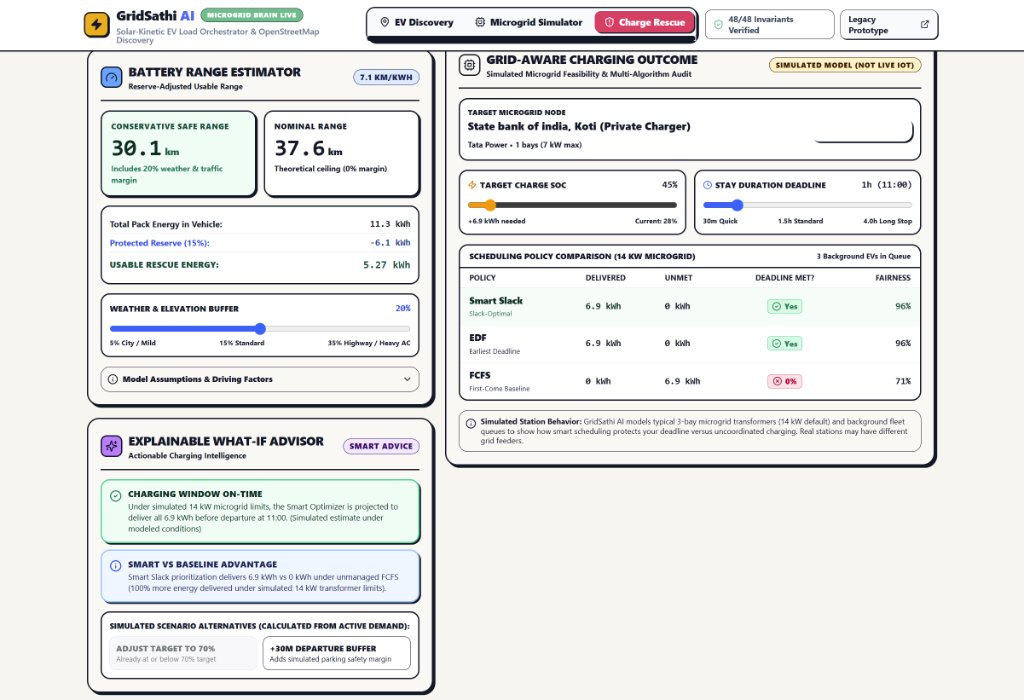 GridSathi AI MICROGRID BRAIN LIVE
Solar-Kinetic EV Load Orchestrator & OpenStreetMap
Discovery
EV Discovery
Microgrid Simulator
Charge Rescue
48/48 Invariants
Verified
Legacy
Prototype
BATTERY RANGE ESTIMATOR
Reserve-Adjusted Usable Range
7.1 KM/KWH
CONSERVATIVE SAFE RANGE
30.1 km
Includes 20% weather & traffic
margin
NOMINAL RANGE
37.6 km
Theoretical ceiling (0% margin)
Total Pack Energy in Vehicle: 11.3 kWh
Protected Reserve (15%): -6.1 kWh
USABLE RESCUE ENERGY: 5.27 kWh
WEATHER & ELEVATION BUFFER 20%
5% City / Mild 15% Standard 35% Highway / Heavy AC
Model Assumptions & Driving Factors
EXPLAINABLE WHAT-IF ADVISOR
Actionable Charging Intelligence
SMART ADVICE
CHARGING WINDOW ON-TIME
Under simulated 14 kW microgrid limits, the Smart Optimizer is projected to
deliver all 6.9 kWh before departure at 11:00. (Simulated estimate under
modeled conditions)
SMART VS BASELINE ADVANTAGE
Smart Slack prioritization delivers 6.9 kWh vs 0 kWh under unmanaged FCFS
(100% more energy delivered under simulated 14 kW transformer limits).
SIMULATED SCENARIO ALTERNATIVES (CALCULATED FROM ACTIVE DEMAND):
ADJUST TARGET TO 70%
Already at or below 70% target
+30M DEPARTURE BUFFER
Adds simulated parking safety margin
GRID-AWARE CHARGING OUTCOME
Simulated Microgrid Feasibility & Multi-Algorithm Audit
SIMULATED MODEL (NOT LIVE IOT)
TARGET MICROGRID NODE
State bank of india, Koti (Private Charger)
Tata Power • 1 bays (7 kW max)
TARGET CHARGE SOC 45%
+6.9 kWh needed Current: 28%
STAY DURATION DEADLINE 1h (11:00)
30m Quick 1.5h Standard 4.0h Long Stop
SCHEDULING POLICY COMPARISON (14 KW MICROGRID) 3 Background EVs in Queue
POLICY DELIVERED UNMET DEADLINE MET? FAIRNESS
Smart Slack
Slack-Optimal
6.9 kWh 0 kWh Yes 96%
EDF
Earliest Deadline
6.9 kWh 0 kWh Yes 96%
FCFS
First-Come Baseline
0 kWh 6.9 kWh 0% 71%
Simulated Station Behavior: GridSathi AI models typical 3-bay microgrid transformers (14 kW default) and background fleet
queues to show how smart scheduling protects your deadline versus uncoordinated charging. Real stations may have different
grid feeders.